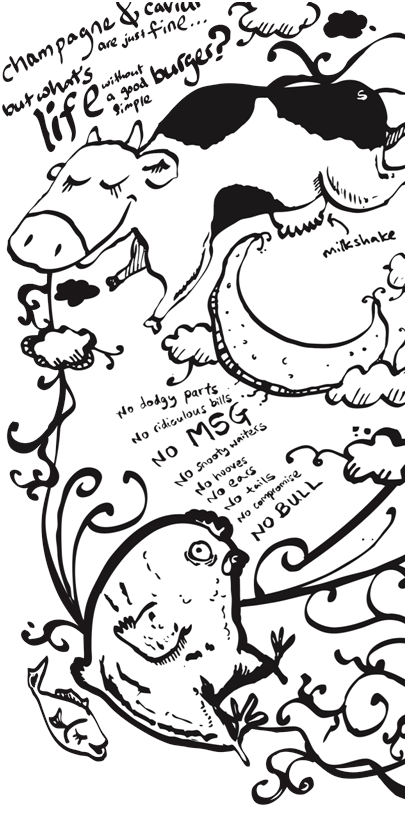 champagne & caviar
are just fine...
but what's
life without
a good
simple
burger?
milkshake
No dodgy parts
No ridiculous bills
No MSG
No snooty waiters
No hooves
No ears
No tails
No compromise
NO BULL